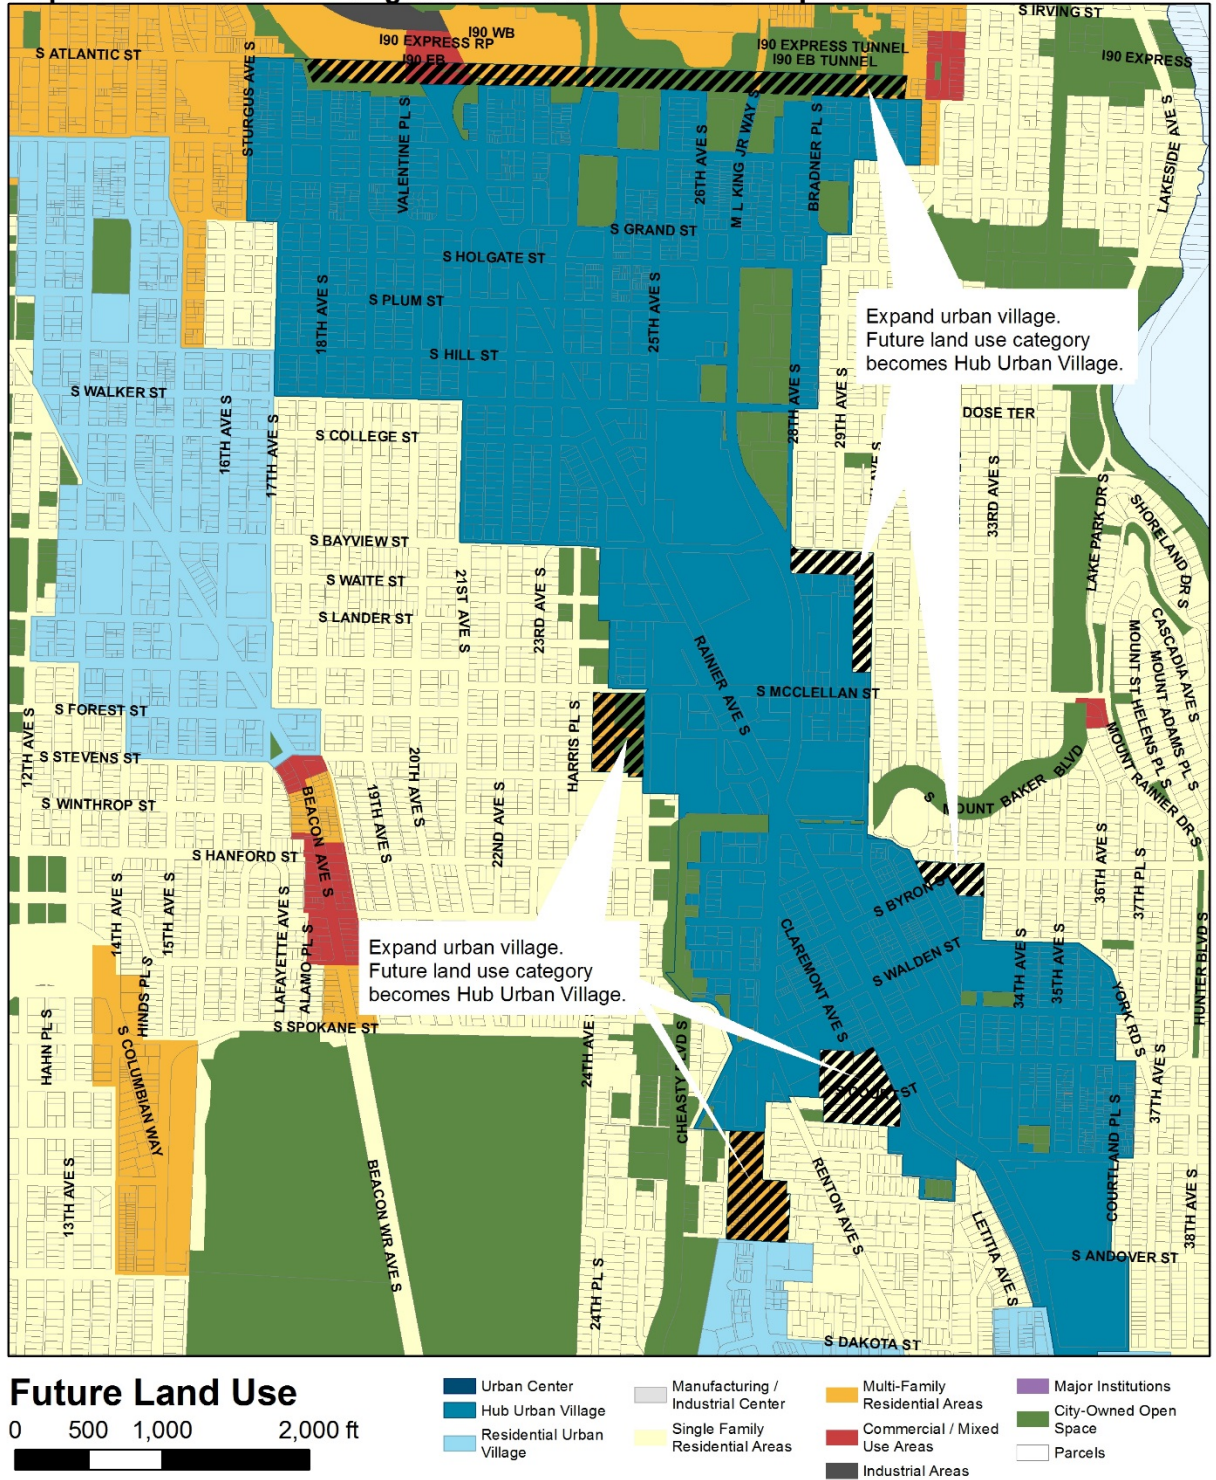 S IRVING ST
S ATLANTIC ST
STURGUS AVE S
I90 WB
I90 EXPRESS RP
I90 EB
I90 EXPRESS TUNNEL
I90 EB TUNNEL
I90 EXPRESS
LAKESIDE AVE S
VALENTINE PL S
26TH AVE S
M L KING JR WAY S
BRADNER PL S
S GRAND ST
S HOLGATE ST
S PLUM ST
18TH AVE S
25TH AVE S
S HILL ST
Expand urban village.
Future land use category
becomes Hub Urban Village.
S WALKER ST
16TH AVE S
17TH AVE S
S COLLEGE ST
28TH AVE S
29TH AVE S
AVE S
DOSE TER
33RD AVE S
LAKE PARK DR S
SHORELAND DR S
S BAYVIEW ST
S WAITE ST
S LANDER ST
21ST AVE S
23RD AVE S
RAINIER AVE S
S MCCLELLAN ST
CASCADIA AVE S
MOUNT ADAMS PL S
MOUNT ST HELENS PL S
MOUNT RAINIER DR S
S MOUNT BAKER BLVD
12TH AVE S
S FOREST ST
S STEVENS ST
S WINTHROP ST
HARRIS PL S
BEACON AVE S
19TH AVE S
20TH AVE S
22ND AVE S
S HANFORD ST
14TH AVE S
15TH AVE S
LAFAYETTE AVE S
ALAMO PL S
HINDS PL S
S BYRON S
36TH AVE S
37TH PL S
HUNTER BLVD S
Expand urban village.
Future land use category
becomes Hub Urban Village.
CLAREMONT AVE S
S WALDEN ST
34TH AVE S
35TH AVE S
YORK RD S
HAHN PL S
S COLUMBIAN WAY
S SPOKANE ST
24TH AVE
CHEASTY BLVD S
S COURT ST
37TH AVE S
COURTLAND PL S
38TH AVE S
13TH AVE S
BEACON WR AVE S
24TH PL S
RENTON AVE S
LETITIA AVE S
S ANDOVER ST
S DAKOTA ST
Future Land Use
0 500 1,000 2,000 ft
Urban Center
Hub Urban Village
Residential Urban
Village
Manufacturing /
Industrial Center
Single Family
Residential Areas
Multi-Family
Residential Areas
Commercial / Mixed
Use Areas
Industrial Areas
Major Institutions
City-Owned Open
Space
Parcels